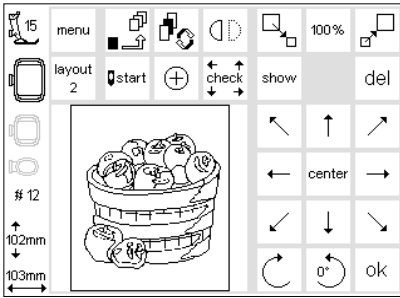 15
menu
100%
layout
2
start
check
show
del
# 12
center
102mm
103mm
0°
ok